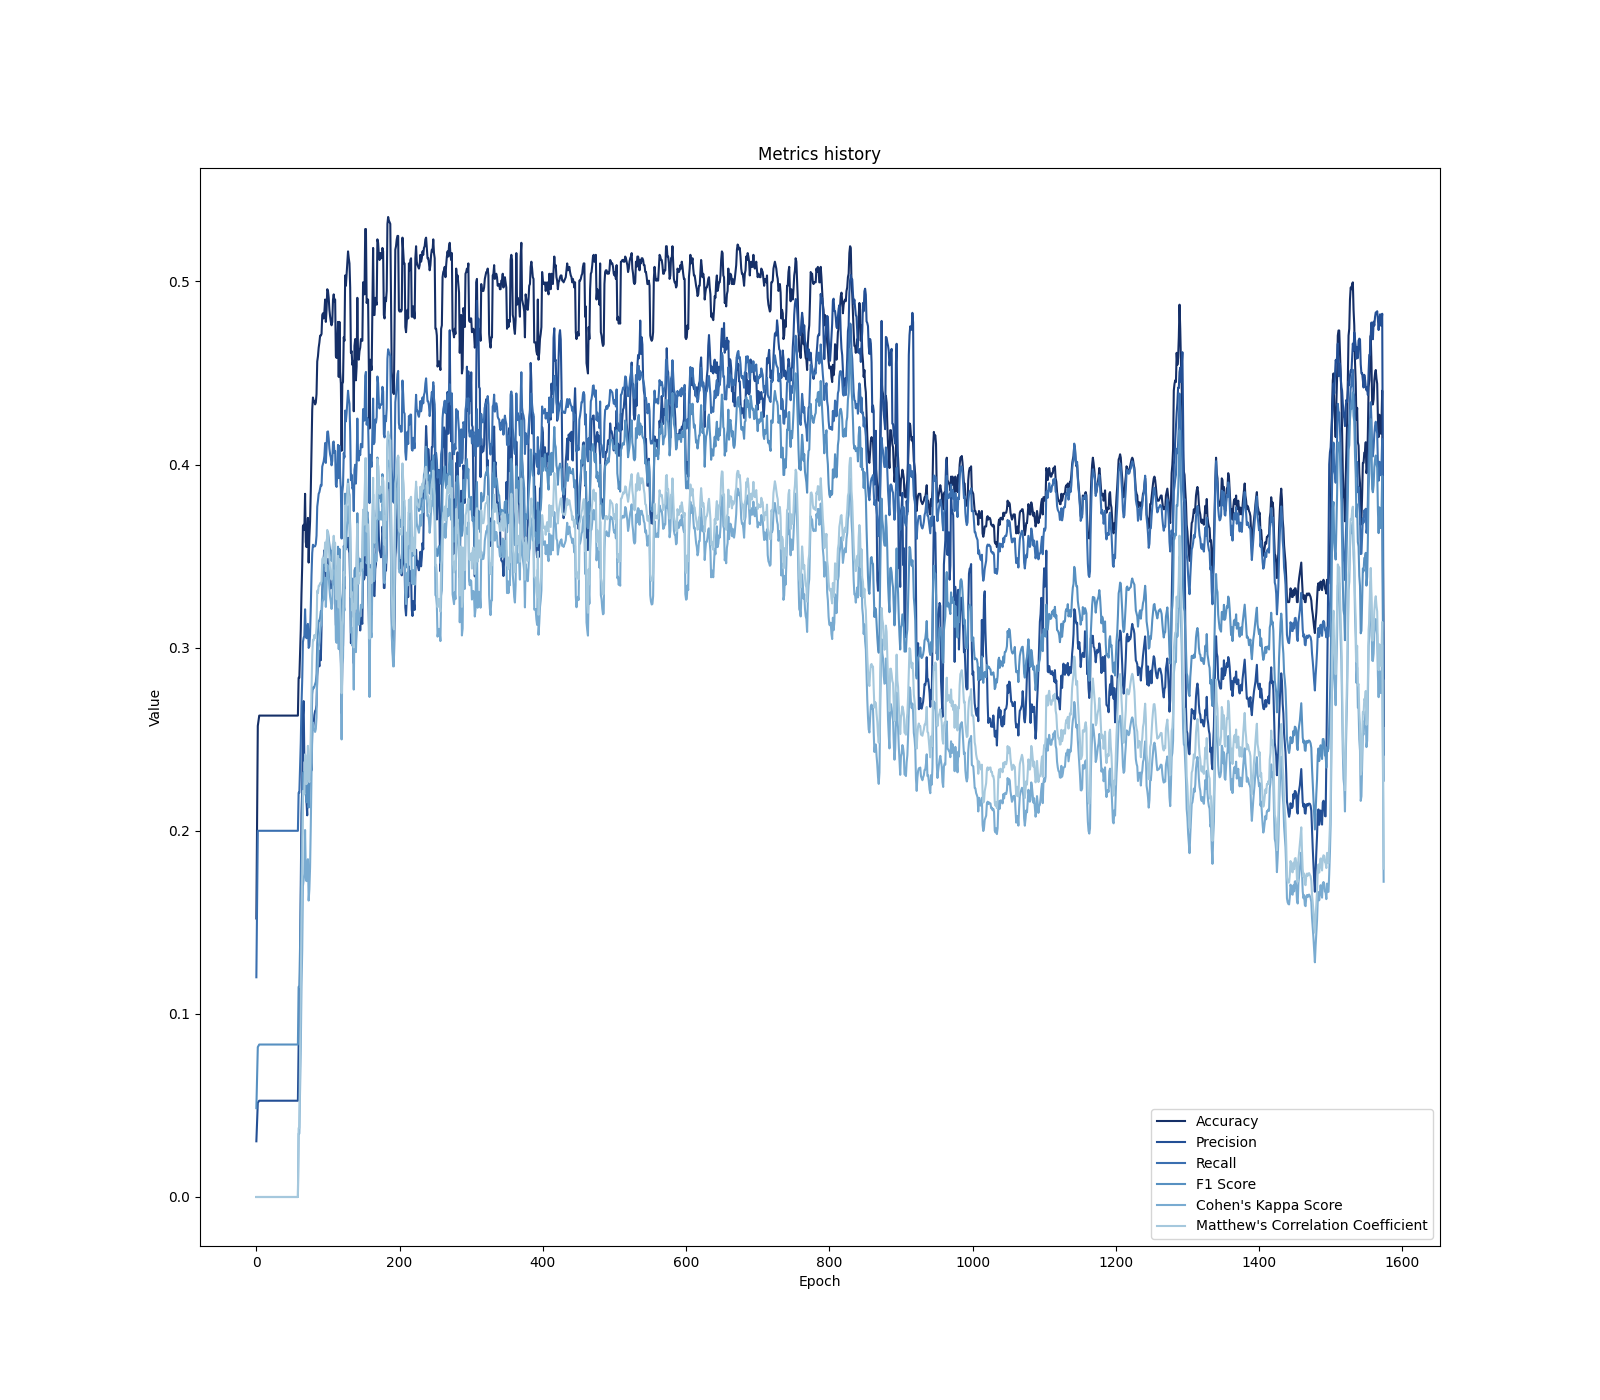 Metrics history
0.5
0.4
0.3
0.2
0.1
0.0
Value
0 200 400 600 800 1000 1200 1400 1600
Epoch
Accuracy
Precision
Recall
F1 Score
Cohen's Kappa Score
Matthew's Correlation Coefficient